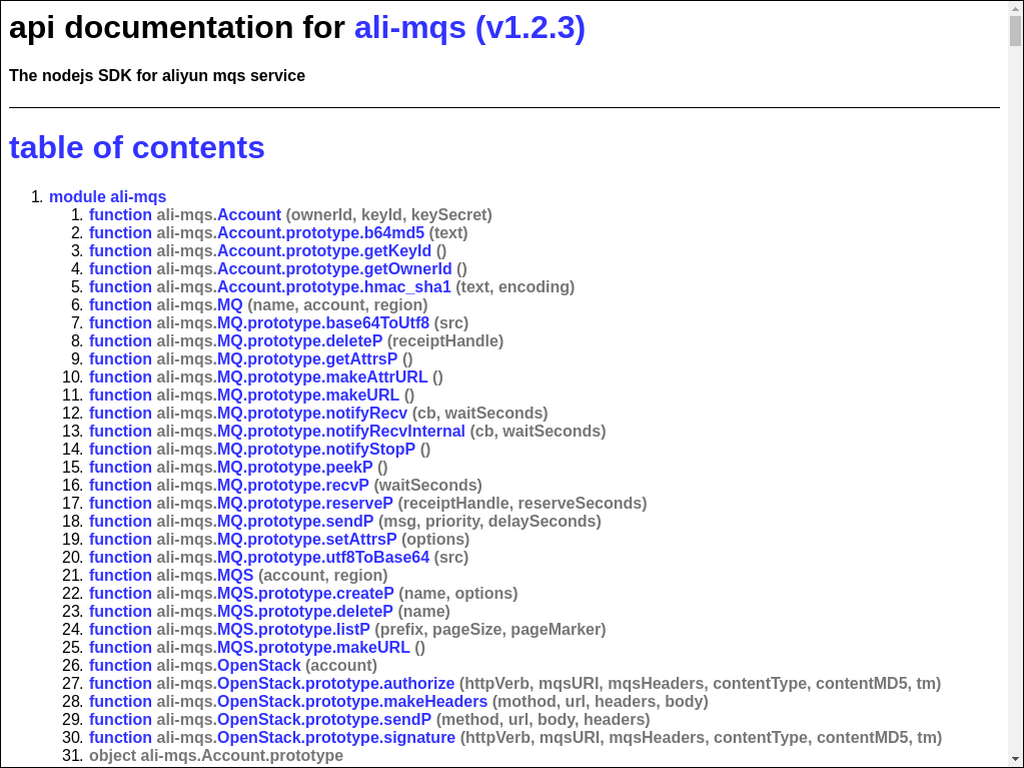 api documentation for ali-mqs (v1.2.3)
The nodejs SDK for aliyun mqs service
table of contents
1. module ali-mqs
1. function ali-mqs.Account (ownerId, keyId, keySecret)
2. function ali-mqs.Account.prototype.b64md5 (text)
3. function ali-mqs.Account.prototype.getKeyId ()
4. function ali-mqs.Account.prototype.getOwnerId ()
5. function ali-mqs.Account.prototype.hmac_sha1 (text, encoding)
6. function ali-mqs.MQ (name, account, region)
7. function ali-mqs.MQ.prototype.base64ToUtf8 (src)
8. function ali-mqs.MQ.prototype.deleteP (receiptHandle)
9. function ali-mqs.MQ.prototype.getAttrsP ()
10. function ali-mqs.MQ.prototype.makeAttrURL ()
11. function ali-mqs.MQ.prototype.makeURL ()
12. function ali-mqs.MQ.prototype.notifyRecv (cb, waitSeconds)
13. function ali-mqs.MQ.prototype.notifyRecvInternal (cb, waitSeconds)
14. function ali-mqs.MQ.prototype.notifyStopP ()
15. function ali-mqs.MQ.prototype.peekP ()
16. function ali-mqs.MQ.prototype.recvP (waitSeconds)
17. function ali-mqs.MQ.prototype.reserveP (receiptHandle, reserveSeconds)
18. function ali-mqs.MQ.prototype.sendP (msg, priority, delaySeconds)
19. function ali-mqs.MQ.prototype.setAttrsP (options)
20. function ali-mqs.MQ.prototype.utf8ToBase64 (src)
21. function ali-mqs.MQS (account, region)
22. function ali-mqs.MQS.prototype.createP (name, options)
23. function ali-mqs.MQS.prototype.deleteP (name)
24. function ali-mqs.MQS.prototype.listP (prefix, pageSize, pageMarker)
25. function ali-mqs.MQS.prototype.makeURL ()
26. function ali-mqs.OpenStack (account)
27. function ali-mqs.OpenStack.prototype.authorize (httpVerb, mqsURI, mqsHeaders, contentType, contentMD5, tm)
28. function ali-mqs.OpenStack.prototype.makeHeaders (mothod, url, headers, body)
29. function ali-mqs.OpenStack.prototype.sendP (method, url, body, headers)
30. function ali-mqs.OpenStack.prototype.signature (httpVerb, mqsURI, mqsHeaders, contentType, contentMD5, tm)
31. object ali-mqs.Account.prototype